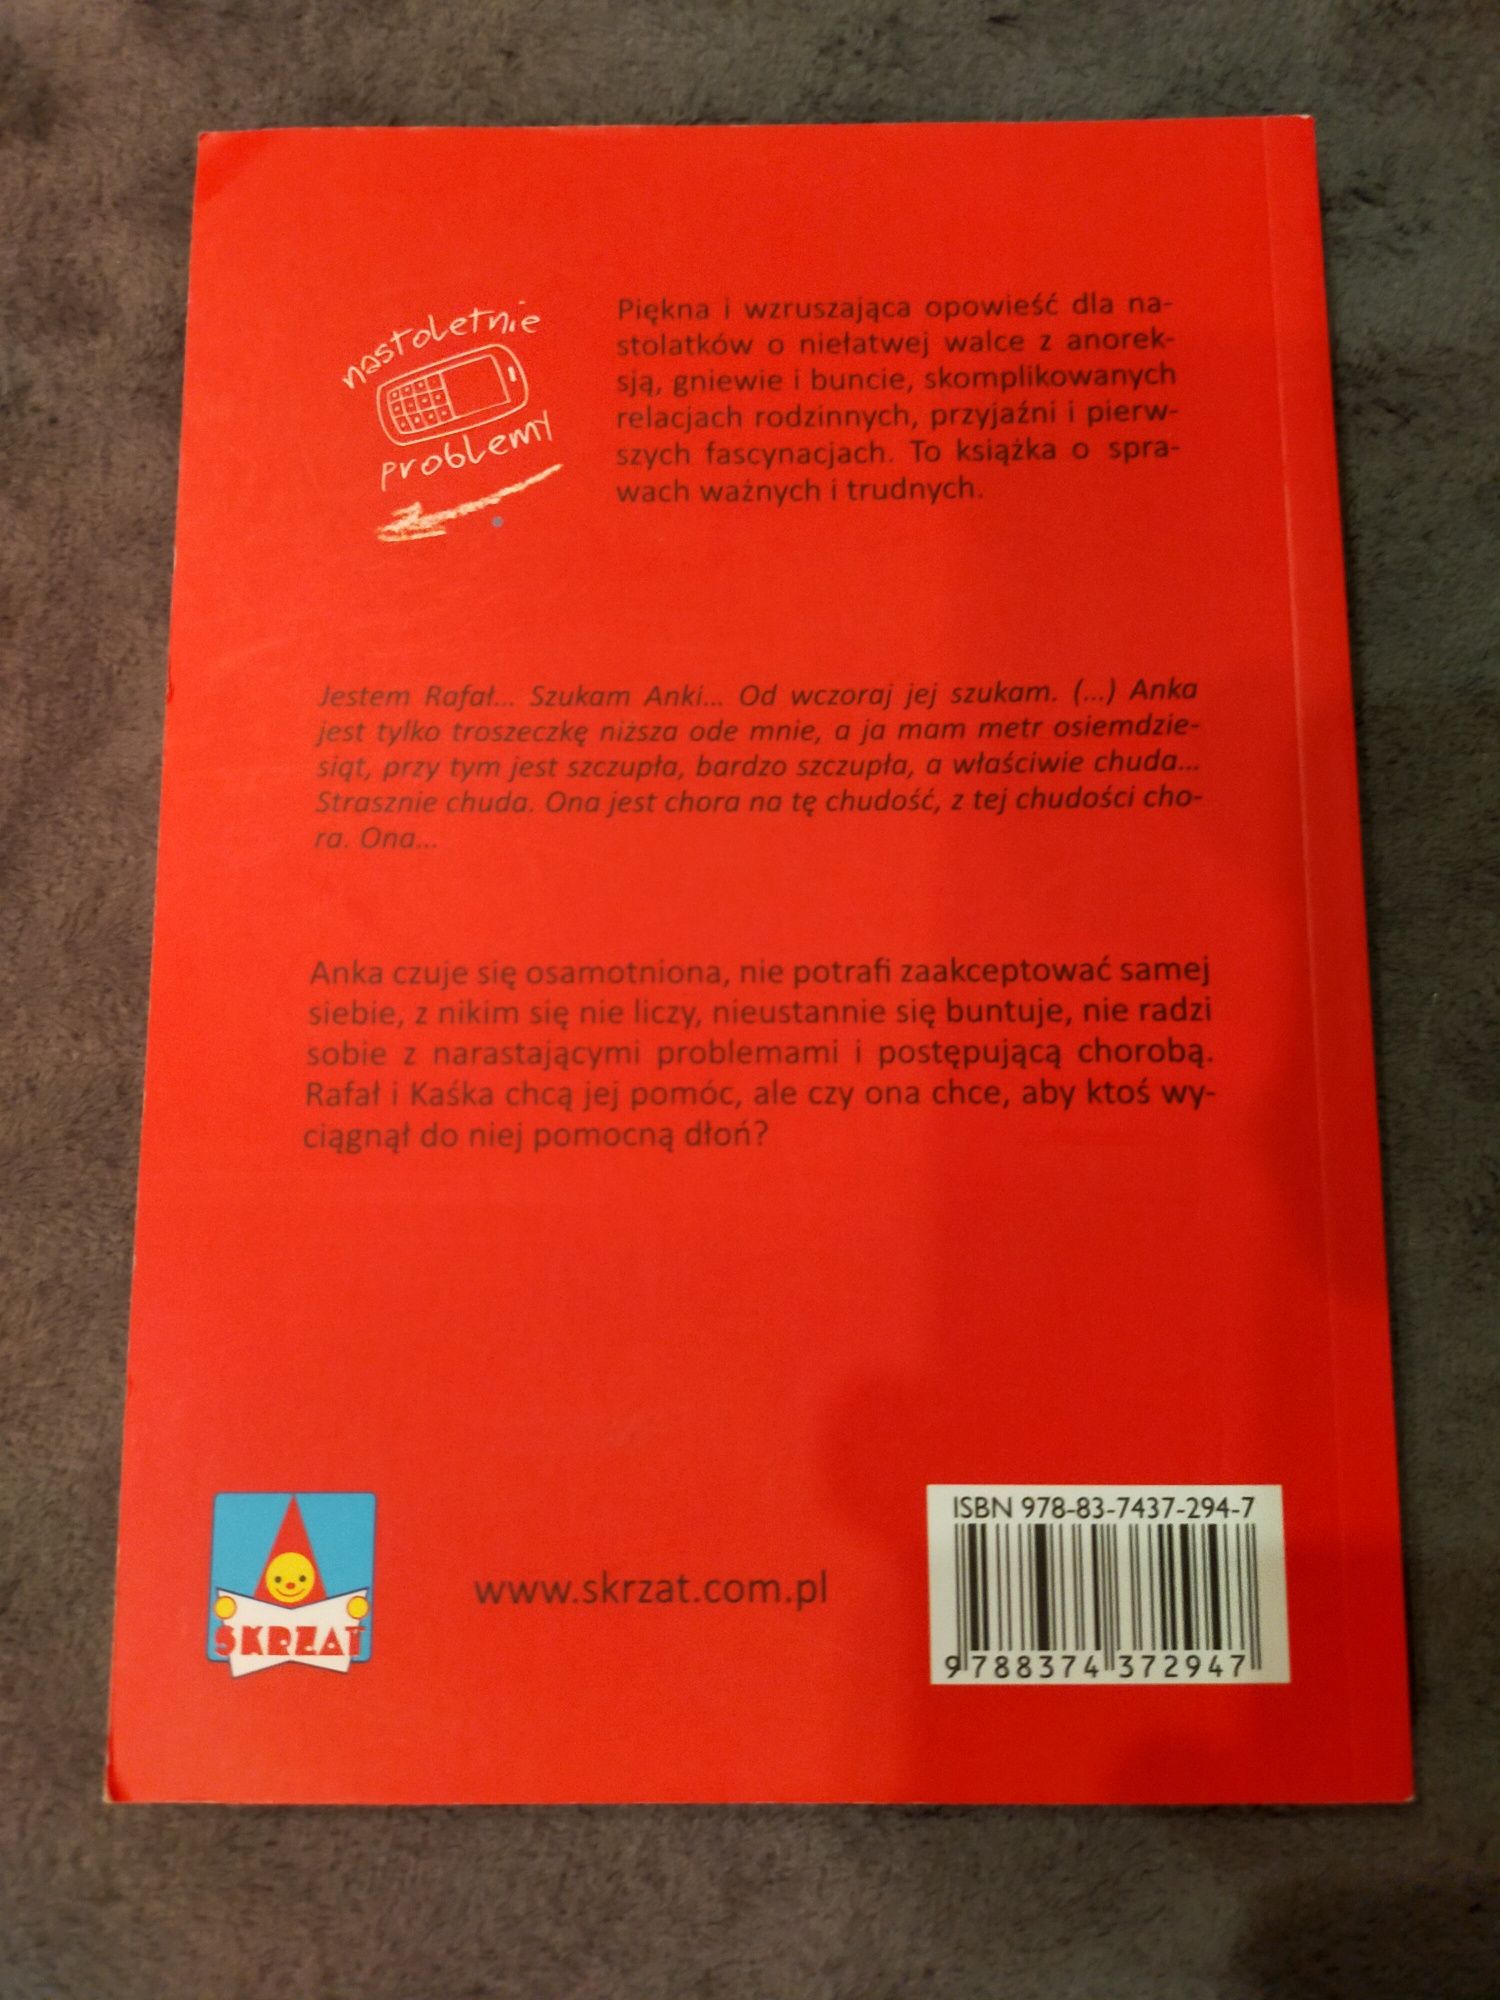 nastoletnie
problemy
Piękna i wzruszająca opowieść dla na-
stolatków o niełatwej walce z anorek-
sją, gniewie i buncie, skomplikowanych
relacjach rodzinnych, przyjaźni i pierw-
szych fascynacjach. To książka o spra-
wach ważnych i trudnych.
Jestem Rafał... Szukam Anki... Od wczoraj jej szukam. (...) Anka
jest tylko troszeczkę niższa ode mnie, a ja mam metr osiemdzie-
siąt, przy tym jest szczupła, bardzo szczupła, a właściwie chuda...
Strasznie chuda. Ona jest chora na tę chudość, z tej chudości cho-
ra. Ona...
Anka czuje się osamotniona, nie potrafi zaakceptować samej
siebie, z nikim się nie liczy, nieustannie się buntuje, nie radzi
sobie z narastającymi problemami i postępującą chorobą.
Rafał i Kaśka chcą jej pomóc, ale czy ona chce, aby ktoś wy-
ciągnął do niej pomocną dłoń?
SKRZAT
www.skrzat.com.pl
ISBN 978-83-7437-294-7
9 788374 372947